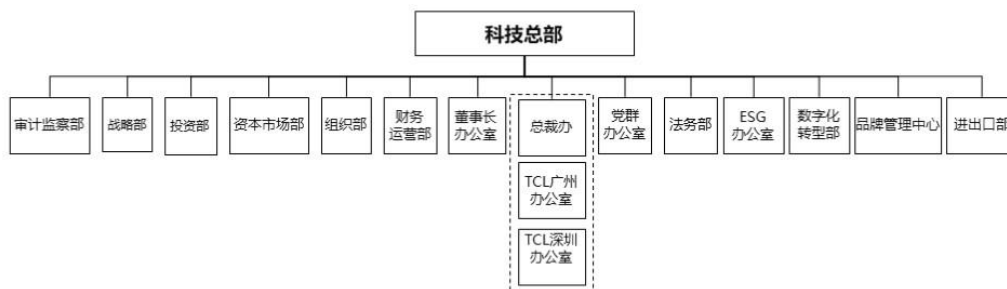 科技总部
审计监察部
战略部
投资部
资本市场部
组织部
财务
运营部
董事长
办公室
总裁办
党群
办公室
法务部
ESG
办公室
数字化
转型部
品牌管理中心
进出口部
TCL广州
办公室
TCL深圳
办公室